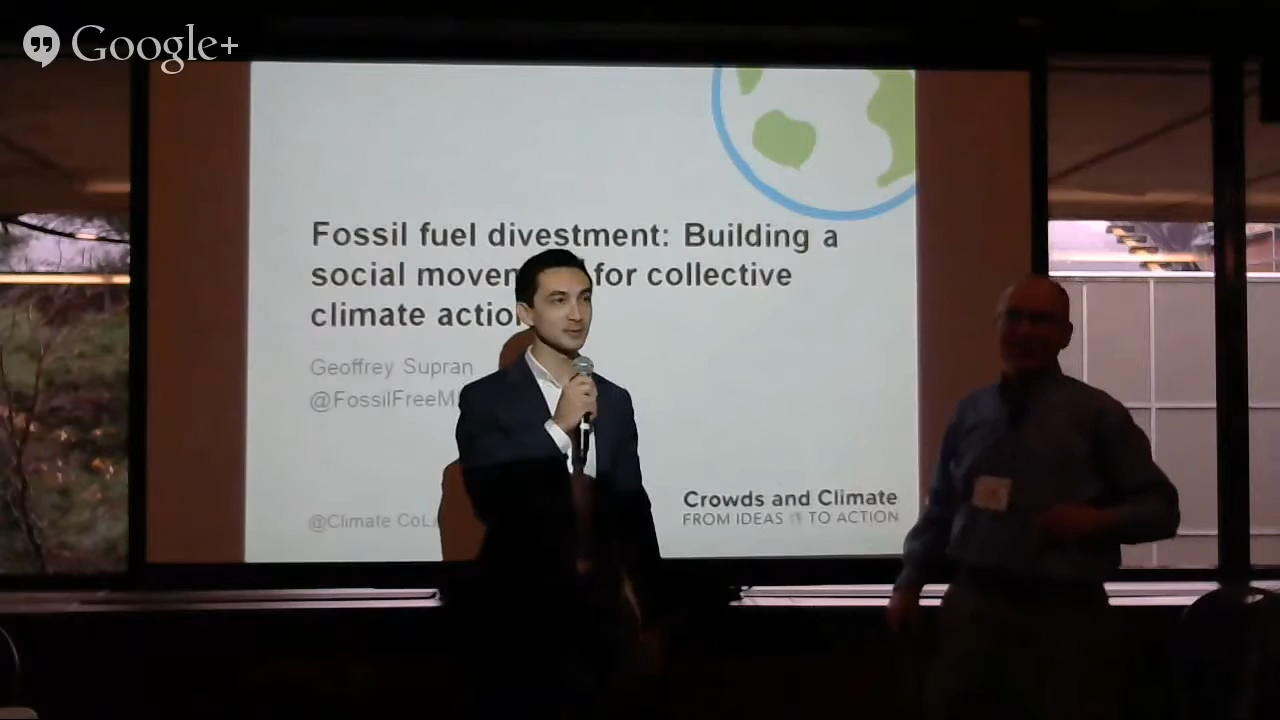 Google+
Fossil fuel divestment: Building a
social for collective
climate
Geoffrey Supran
@Climate
Crowds and Climate
FROM IDEAS TO ACTION